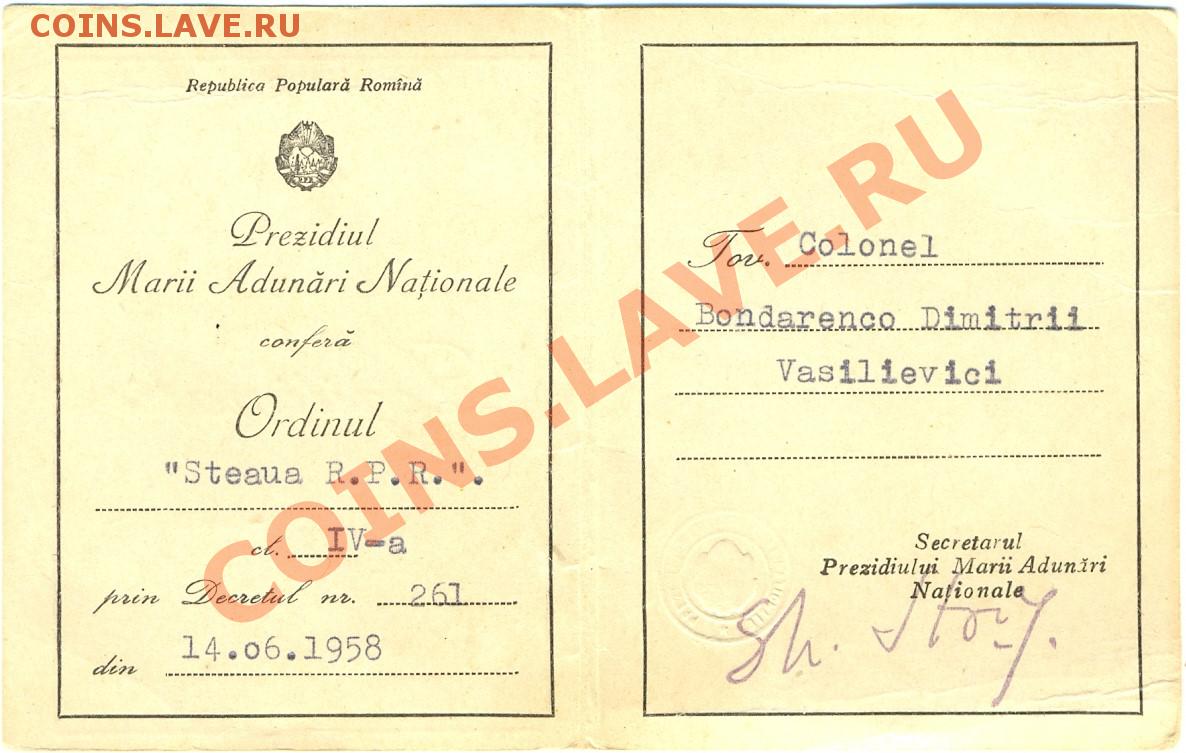 COINS.LAVE.RU
Republica Populară Romînă
R.P.R.
Prezidiul
Marii Adunări Naționale
conferă
Ordinul
"Steaua R.P.R.".
cl. IV-a
prin Decretul nr. 261
din 14.o6.1958
Tov. Colonel
Bondarenco Dimitrii
Vasilievici
Secretarul
Prezidiului Marii Adunări
Naționale
COINS.LAVE.RU